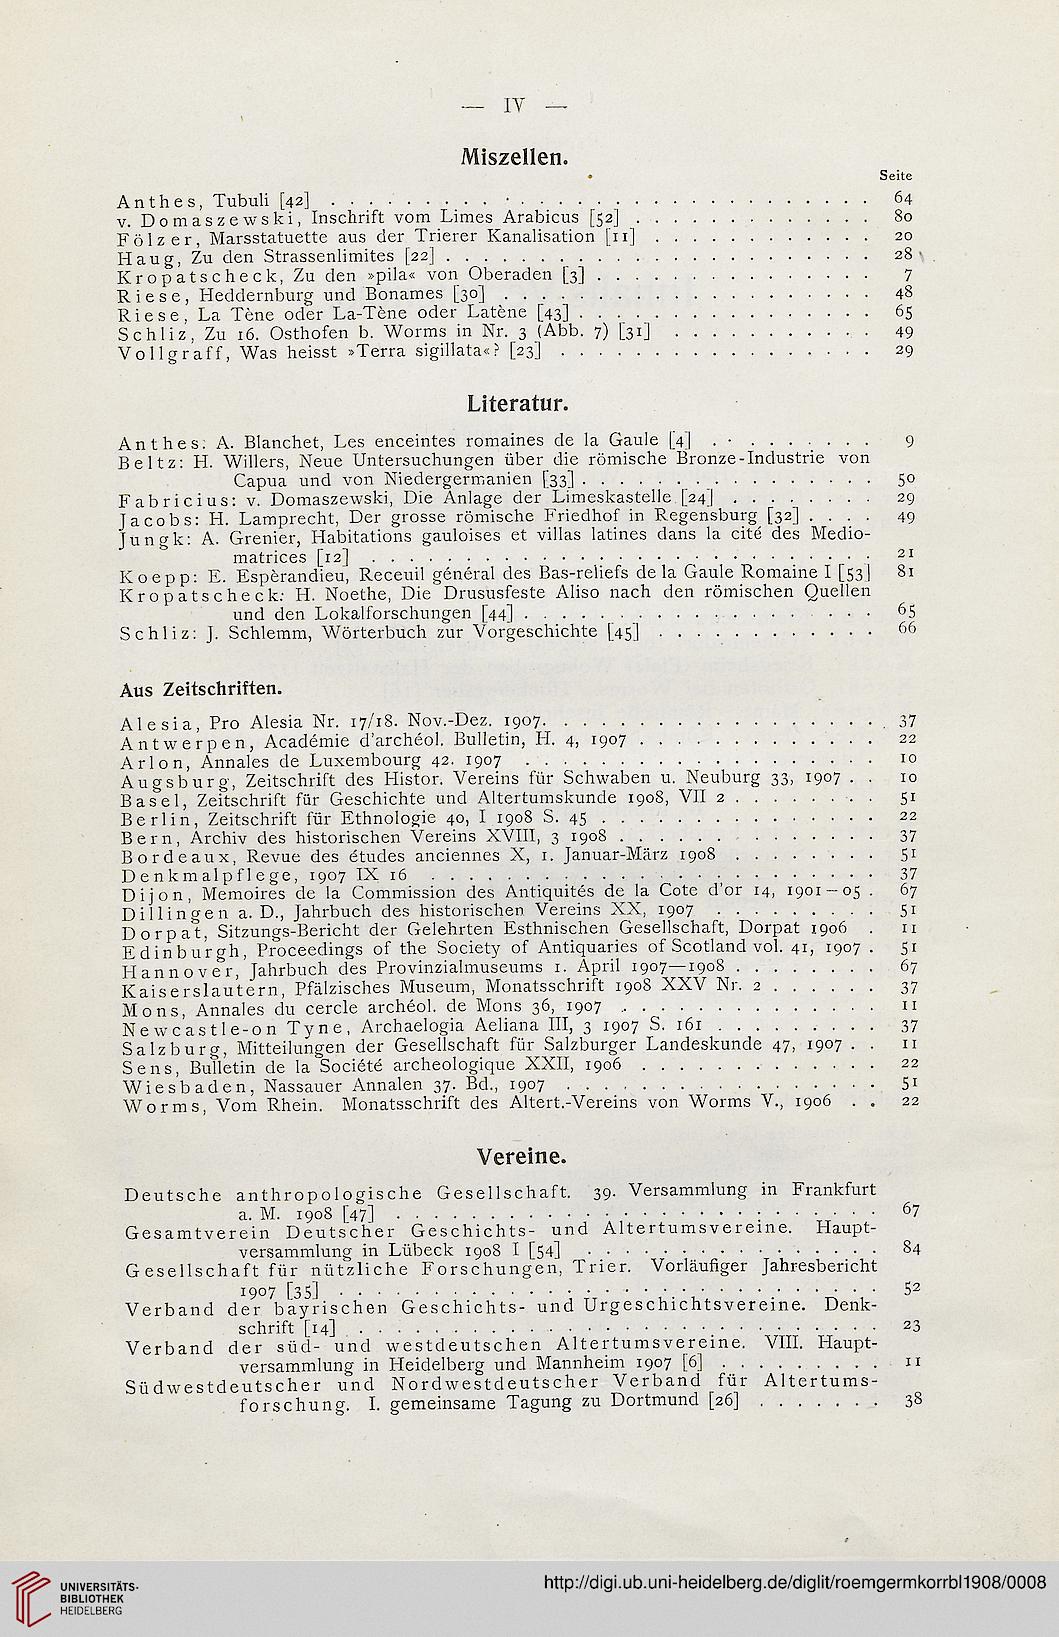 — IV —
Miszellen.
Seite
Anthes, Tubuli [42] . . . . . . . . . . . . . . . . . . . . . . . . . . . . . 64
v. Domaszewski, Inschrift vom Limes Arabicus [52] . . . . . . . . . . . . . 80
Fölzer, Marsstatuette aus der Trierer Kanalisation [11] . . . . . . . . . . . . 20
Haug, Zu den Strassenlimites [22] . . . . . . . . . . . . . . . . . . . . . . . 28
Kropatscheck, Zu den »pila« von Oberaden [3] . . . . . . . . . . . . . . . 7
Riese, Heddernburg und Bonames [30] . . . . . . . . . . . . . . . . . . . . 48
Riese, La Tène oder La-Tène oder Latène [43] . . . . . . . . . . . . . . . . 65
Schliz, Zu 16. Osthofen b. Worms in Nr. 3 (Abb. 7) [31] . . . . . . . . . . . 49
Vollgraff, Was heisst »Terra sigillata«? [23] . . . . . . . . . . . . . . . . . 29
Literatur.
Anthes: A. Blanchet, Les enceintes romaines de la Gaule [4] . . . . . . . . . 9
Beltz: H. Willers, Neue Untersuchungen über die römische Bronze-Industrie von
Capua und von Niedergermanien [33] . . . . . . . . . . . . . . . . 50
Fabricius: v. Domaszewski, Die Anlage der Limeskastelle [24] . . . . . . . . 29
Jacobs: H. Lamprecht, Der grosse römische Friedhof in Regensburg [32] . . . . 49
Jungk: A. Grenier, Habitations gauloises et villas latines dans la cité des Medio-
matrices [12] . . . . . . . . . . . . . . . . . . . . . . . . . . . 21
Koepp: E. Espèrandieu, Receuil général des Bas-reliefs de la Gaule Romaine I [53] 81
Kropatscheck: H. Noethe, Die Drususfeste Aliso nach den römischen Quellen
und den Lokalforschungen [44] . . . . . . . . . . . . . . . . . . . 65
Schliz: J. Schlemm, Wörterbuch zur Vorgeschichte [45] . . . . . . . . . . . . 66
Aus Zeitschriften.
Alesia, Pro Alesia Nr. 17/18. Nov.-Dez. 1907. . . . . . . . . . . . . . . . . . 37
Antwerpen, Académie d'archéol. Bulletin, H. 4, 1907 . . . . . . . . . . . . . 22
Arlon, Annales de Luxembourg 42. 1907 . . . . . . . . . . . . . . . . . . . 10
Augsburg, Zeitschrift des Histor. Vereins für Schwaben u. Neuburg 33, 1907 . . 10
Basel, Zeitschrift für Geschichte und Altertumskunde 1908, VII 2 . . . . . . . . 51
Berlin, Zeitschrift für Ethnologie 40, I 1908 S. 45 . . . . . . . . . . . . . . . 22
Bern, Archiv des historischen Vereins XVIII, 3 1908 . . . . . . . . . . . . . . 37
Bordeaux, Revue des études anciennes X, 1. Januar-März 1908 . . . . . . . . 51
Denkmalpflege, 1907 IX 16 . . . . . . . . . . . . . . . . . . . . . . . . 37
Dijon, Memoires de la Commission des Antiquités de la Cote d'or 14, 1901—05 . 67
Dillingen a. D., Jahrbuch des historischen Vereins XX, 1907 . . . . . . . . . 51
Dorpat, Sitzungs-Bericht der Gelehrten Esthnischen Gesellschaft, Dorpat 1906 . 11
Edinburgh, Proceedings of the Society of Antiquaries of Scotland vol. 41, 1907 . 51
Hannover, Jahrbuch des Provinzialmuseums 1. April 1907—1908 . . . . . . . . 67
Kaiserslautern, Pfälzisches Museum, Monatsschrift 1908 XXV Nr. 2 . . . . . . 37
Mons, Annales du cercle archéol. de Mons 36, 1907 . . . . . . . . . . . . . . 11
Newcastle-on Tyne, Archaelogia Aeliana III, 3 1907 S. 161 . . . . . . . . . 37
Salzburg, Mitteilungen der Gesellschaft für Salzburger Landeskunde 47, 1907 . . 11
Sens, Bulletin de la Société archeologique XXII, 1906 . . . . . . . . . . . . . 22
Wiesbaden, Nassauer Annalen 37. Bd., 1907 . . . . . . . . . . . . . . . . . 51
Worms, Vom Rhein. Monatsschrift des Altert.-Vereins von Worms V., 1906 . . 22
Vereine.
Deutsche anthropologische Gesellschaft. 39. Versammlung in Frankfurt
a. M. 1908 [47] . . . . . . . . . . . . . . . . . . . . . . . . . . 67
Gesamtverein Deutscher Geschichts- und Altertumsvereine. Haupt-
versammlung in Lübeck 1908 I [54] . . . . . . . . . . . . . . . . 84
Gesellschaft für nützliche Forschungen, Trier. Vorläufiger Jahresbericht
1907 [35] . . . . . . . . . . . . . . . . . . . . . . . . . . . . . 52
Verband der bayrischen Geschichts- und Urgeschichtsvereine. Denk-
schrift [14] . . . . . . . . . . . . . . . . . . . . . . . . . . . . 23
Verband der süd- und westdeutschen Altertumsvereine. VIII. Haupt-
versammlung in Heidelberg und Mannheim 1907 [6] . . . . . . . . . 11
Südwestdeutscher und Nordwestdeutscher Verband für Altertums-
forschung. I. gemeinsame Tagung zu Dortmund [26] . . . . . . . 38
UNIVERSITÄTS-
BIBLIOTHEK
HEIDELBERG
http://digi.ub.uni-heidelberg.de/diglit/roemgermkorrbl1908/0008